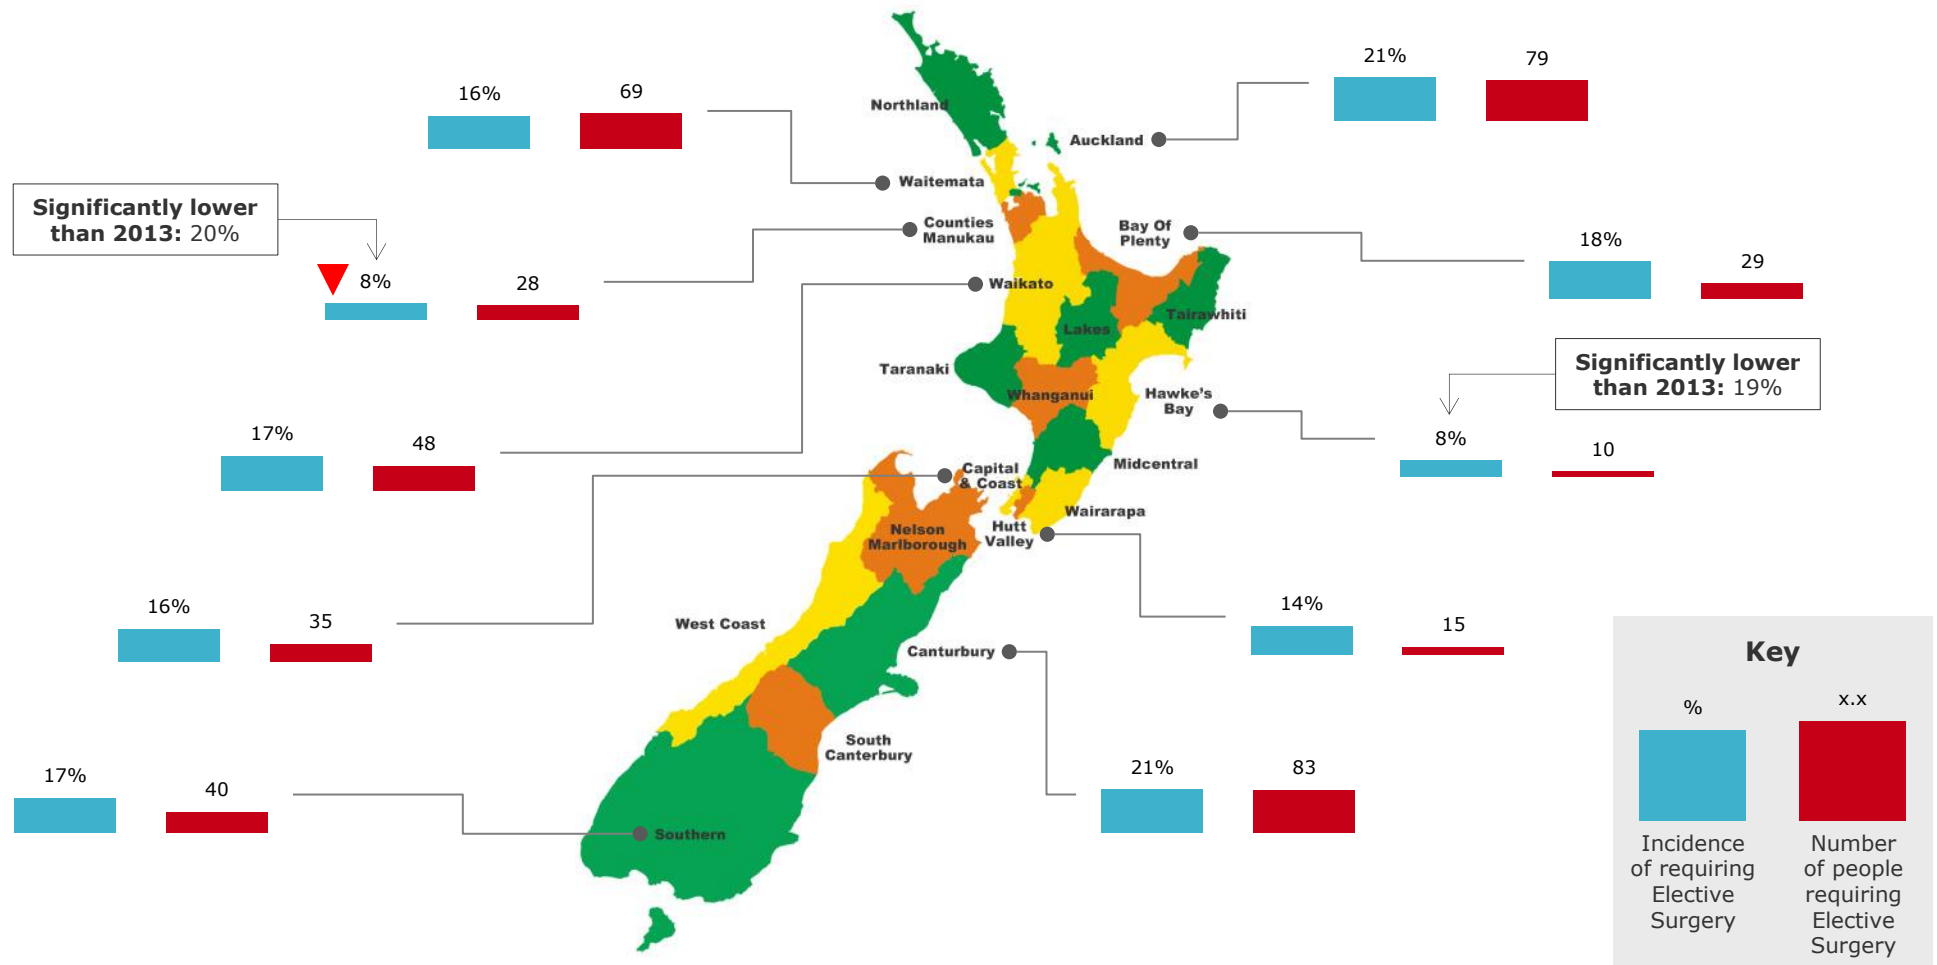 21%
79
16%
69
Northland
Auckland
Waitemata
Significantly lower
than 2013: 20%
Counties
Manukau
Bay Of
Plenty
18%
29
8%
28
Waikato
Tairawhiti
Lakes
Significantly lower
than 2013: 19%
Taranaki
Whanganui
Hawke's
Bay
8%
10
17%
48
Capital
& Coast
Midcentral
Wairarapa
Nelson
Marlborough
Hutt
Valley
16%
35
West Coast
14%
15
Canturbury
South
Canterbury
17%
40
Southern
21%
83
Key
%
x.x
Incidence
of requiring
Elective
Surgery
Number
of people
requiring
Elective
Surgery